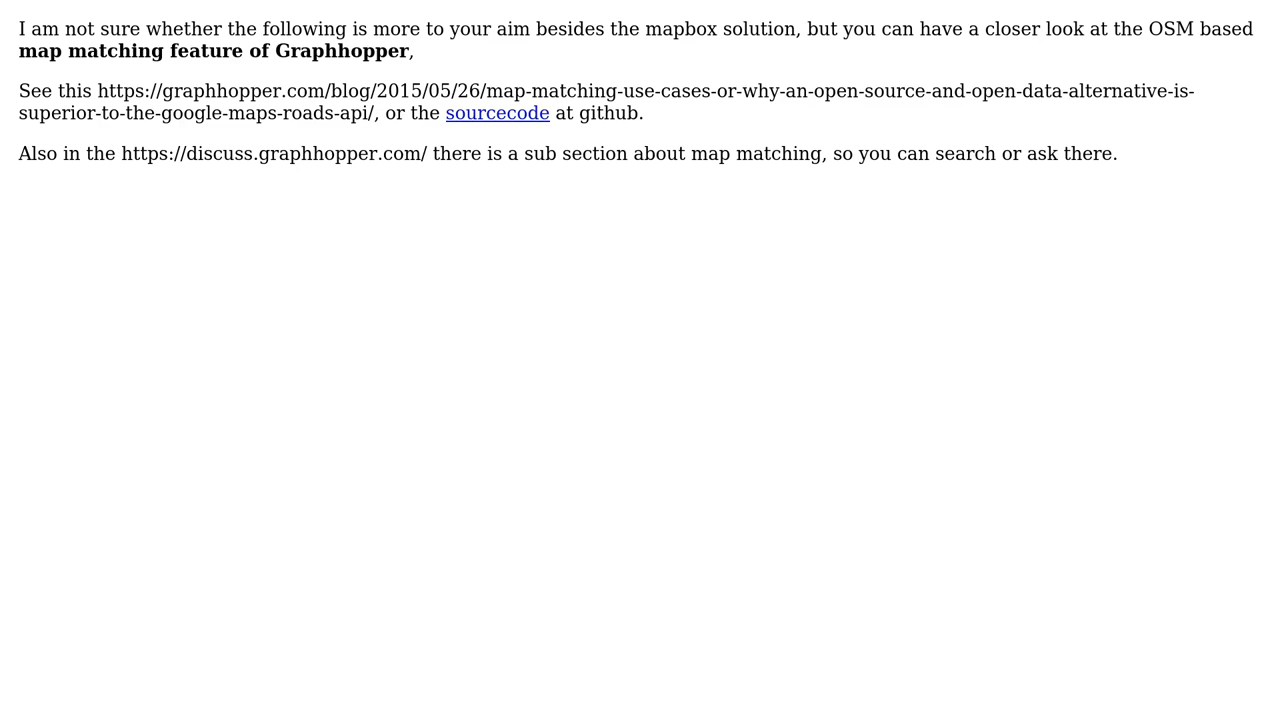 I am not sure whether the following is more to your aim besides the mapbox solution, but you can have a closer look at the OSM based
map matching feature of Graphhopper,
See this https://graphhopper.com/blog/2015/05/26/map-matching-use-cases-or-why-an-open-source-and-open-data-alternative-is-
superior-to-the-google-maps-roads-api/, or the sourcecode at github.
Also in the https://discuss.graphhopper.com/ there is a sub section about map matching, so you can search or ask there.